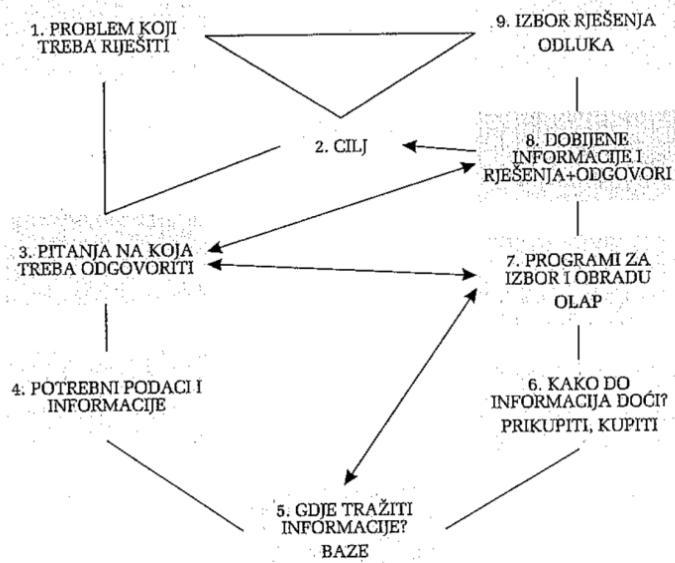 1. PROBLEM KOJI
TREBA RIJEŠITI
9. IZBOR RJEŠENJA
ODLUKA
2. CILJ
8. DOBIJENE
INFORMACIJE I
RJEŠENJA+ODGOVORI
3. PITANJA NA KOJA
TREBA ODGOVORITI
7. PROGRAMI ZA
IZBOR I OBRADU
OLAP
4. POTREBNI PODACI I
INFORMACIJE
6. KAKO DO
INFORMACIJA DOĆI?
PRIKUPITI, KUPITI
5. GDJE TRAŽITI
INFORMACIJE?
BAZE